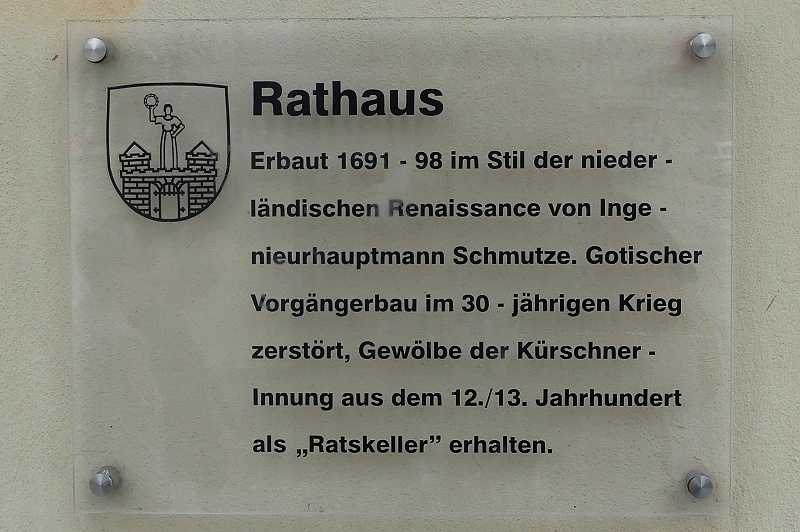 Rathaus
Erbaut 1691 - 98 im Stil der nieder -
ländischen Renaissance von Inge -
nieurhauptmann Schmutze. Gotischer
Vorgängerbau im 30 - jährigen Krieg
zerstört, Gewölbe der Kürschner -
Innung aus dem 12./13. Jahrhundert
als „Ratskeller” erhalten.